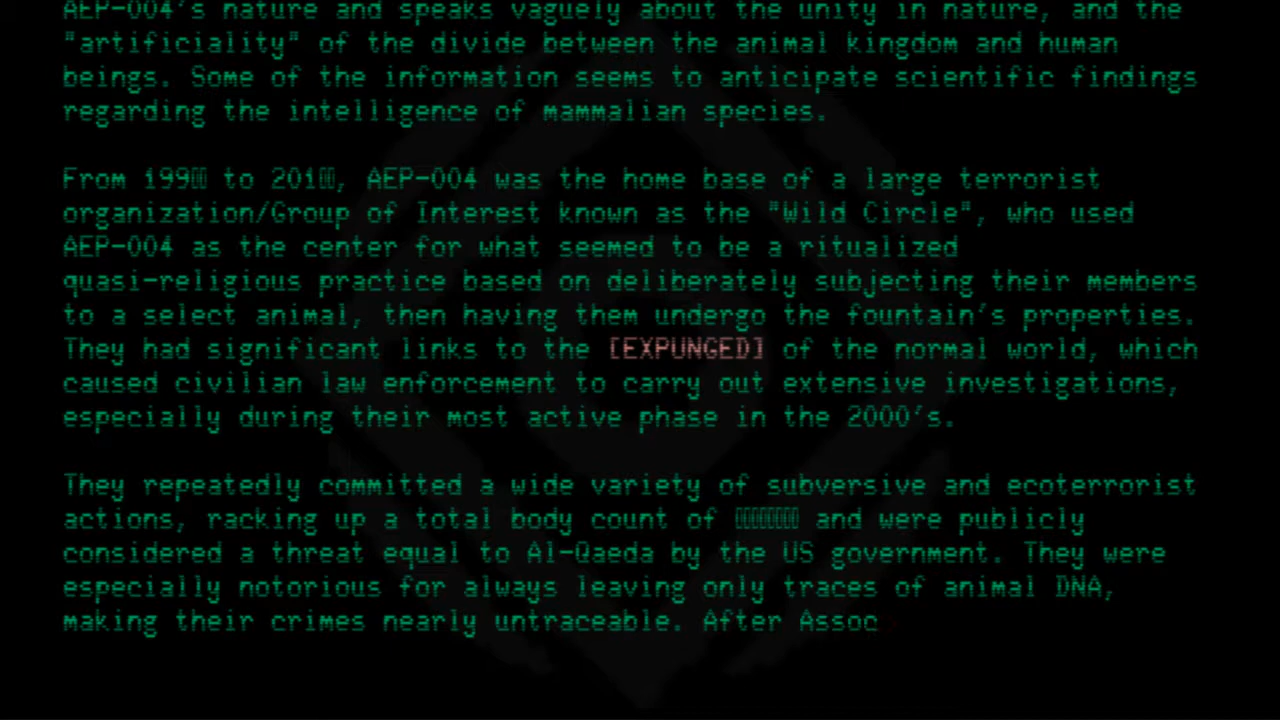 AEP-004's nature and speaks vaguely about the unity in nature, and the
"artificiality" of the divide between the animal kingdom and human
beings. Some of the information seems to anticipate scientific findings
regarding the intelligence of mammalian species.
From 199▯▯ to 201▯▯, AEP-004 was the home base of a large terrorist
organization/Group of Interest known as the "Wild Circle", who used
AEP-004 as the center for what seemed to be a ritualized
quasi-religious practice based on deliberately subjecting their members
to a select animal, then having them undergo the fountain's properties.
They had significant links to the [EXPUNGED] of the normal world, which
caused civilian law enforcement to carry out extensive investigations,
especially during their most active phase in the 2000's.
They repeatedly committed a wide variety of subversive and ecoterrorist
actions, racking up a total body count of ▯▯▯▯▯▯▯▯ and were publicly
considered a threat equal to Al-Qaeda by the US government. They were
especially notorious for always leaving only traces of animal DNA,
making their crimes nearly untraceable. After Assoc